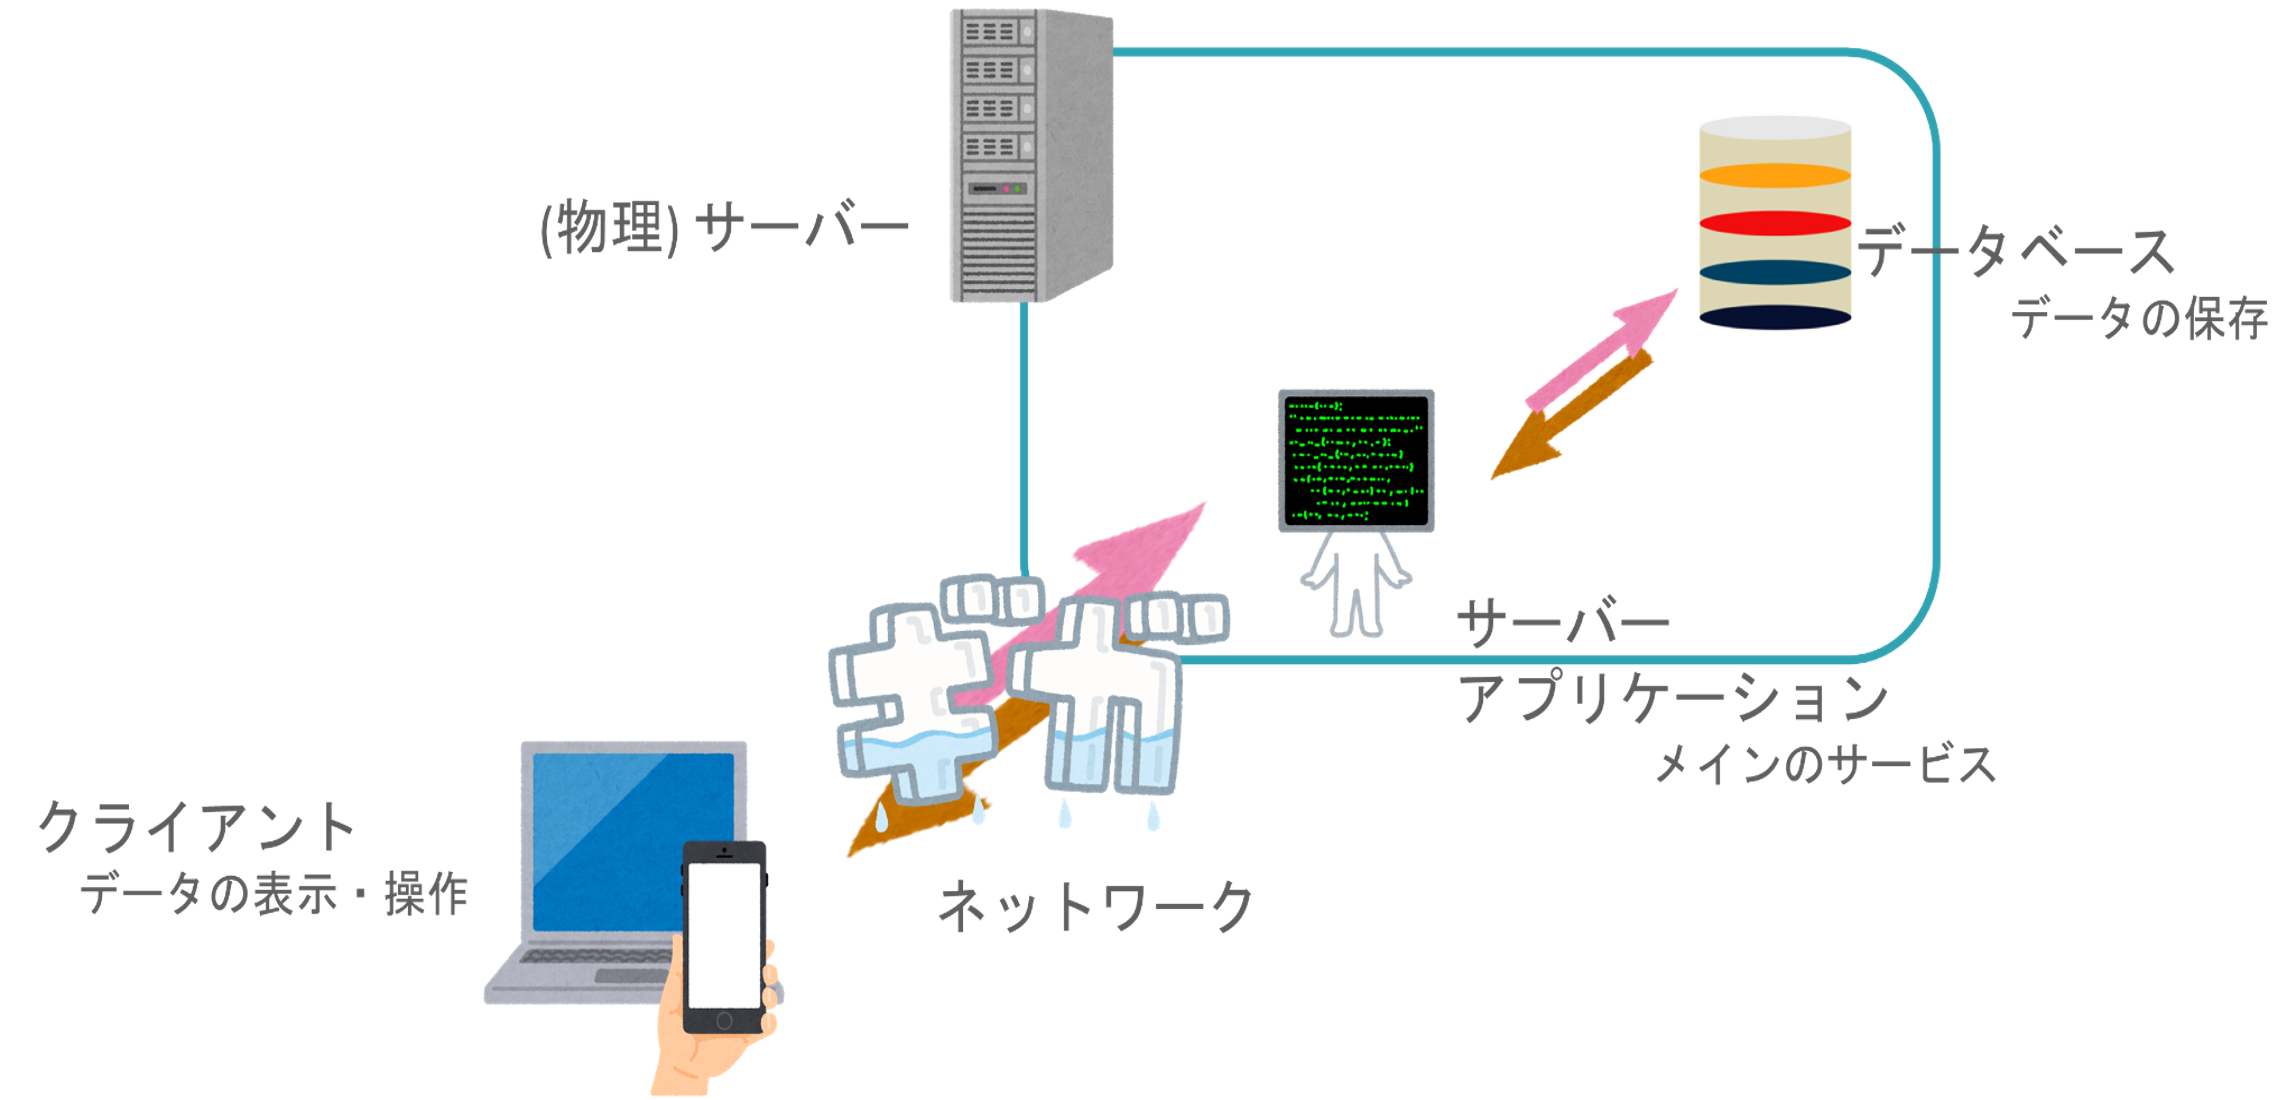 (物理) サーバー
データベース
データの保存
サーバー
アプリケーション
メインのサービス
クライアント
データの表示・操作
ネットワーク